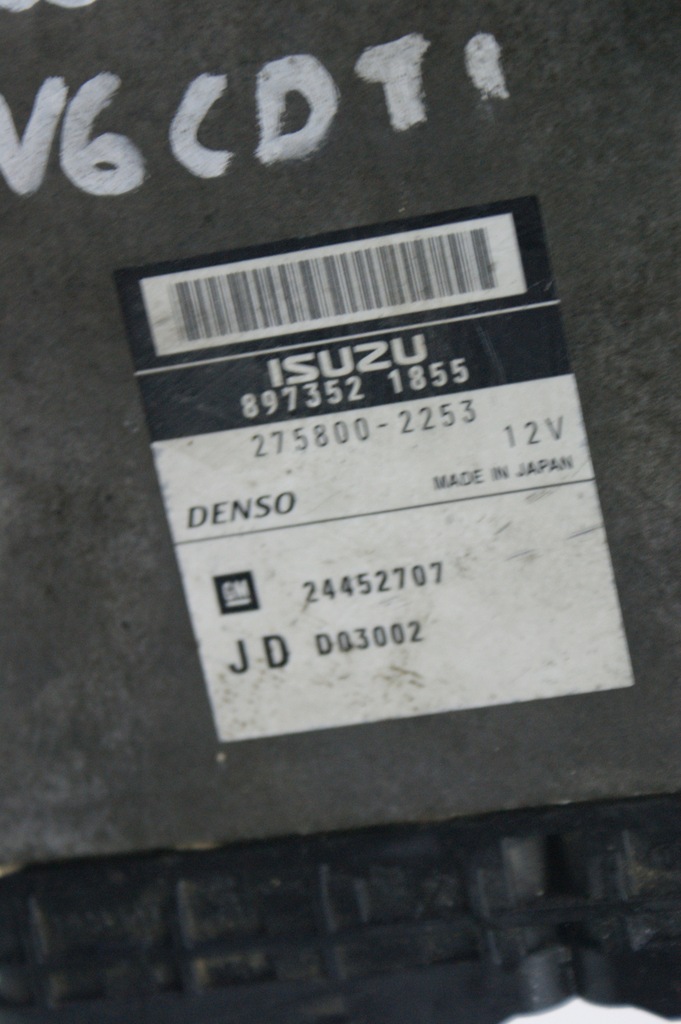 V6 CDTI
ISUZU
897352 1855
275800-2253
12V
DENSO
MADE IN JAPAN
GM 24452707
JD D03002